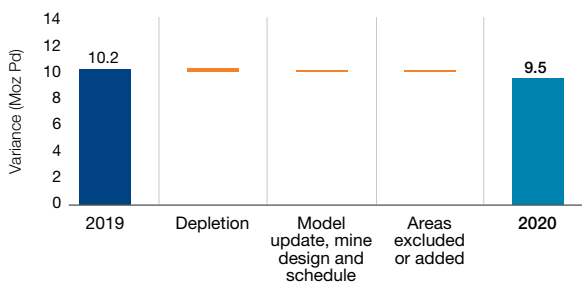 Variance (Moz Pd)
14
12
10
8
6
4
2
0
10.2
9.5
2019
Depletion
Model
update, mine
design and
schedule
Areas
excluded
or added
2020